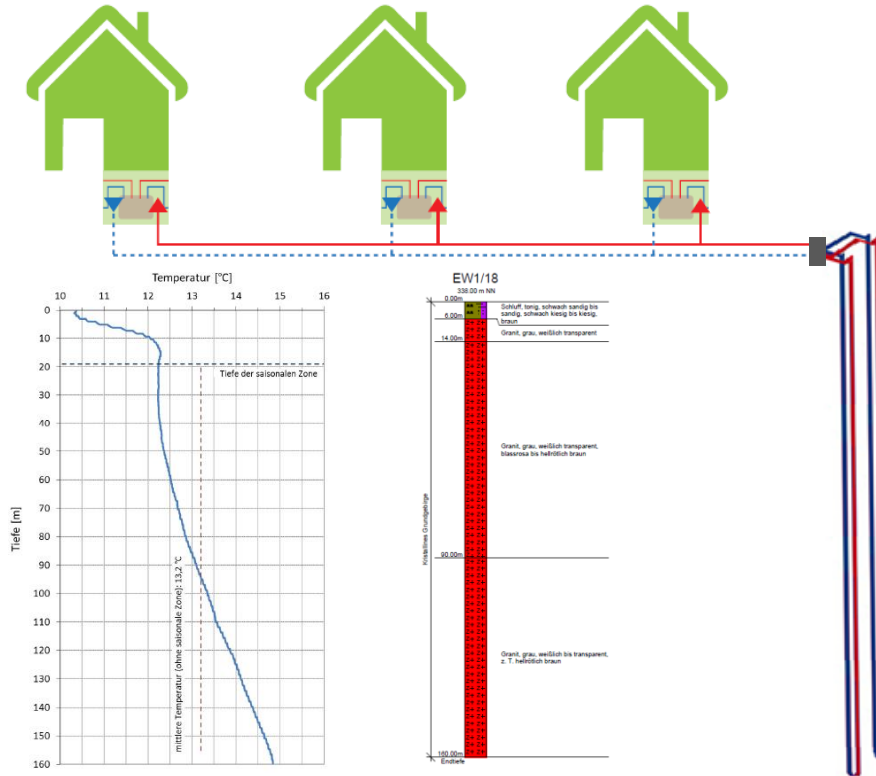 Temperatur [°C]
10
11
12
13
14
15
16
0
10
20
30
40
50
60
70
80
90
100
110
120
130
140
150
160
Tiefe [m]
Tiefe der saisonalen Zone
mittlere Temperatur (ohne saisonale Zone): 13,2 °C
EW1/18
338.00 m NN
0.00m
6.00m
14.00m
90.00m
160.00m
Endtiefe
Kristallines Grundgebirge
Schluff, tonig, schwach sandig bis
sandig, schwach kiesig bis kiesig,
braun
Granit, grau, weißlich transparent
Granit, grau, weißlich transparent,
blassrosa bis hellrötlich braun
Granit, grau, weißlich bis transparent,
z. T. hellrötlich braun